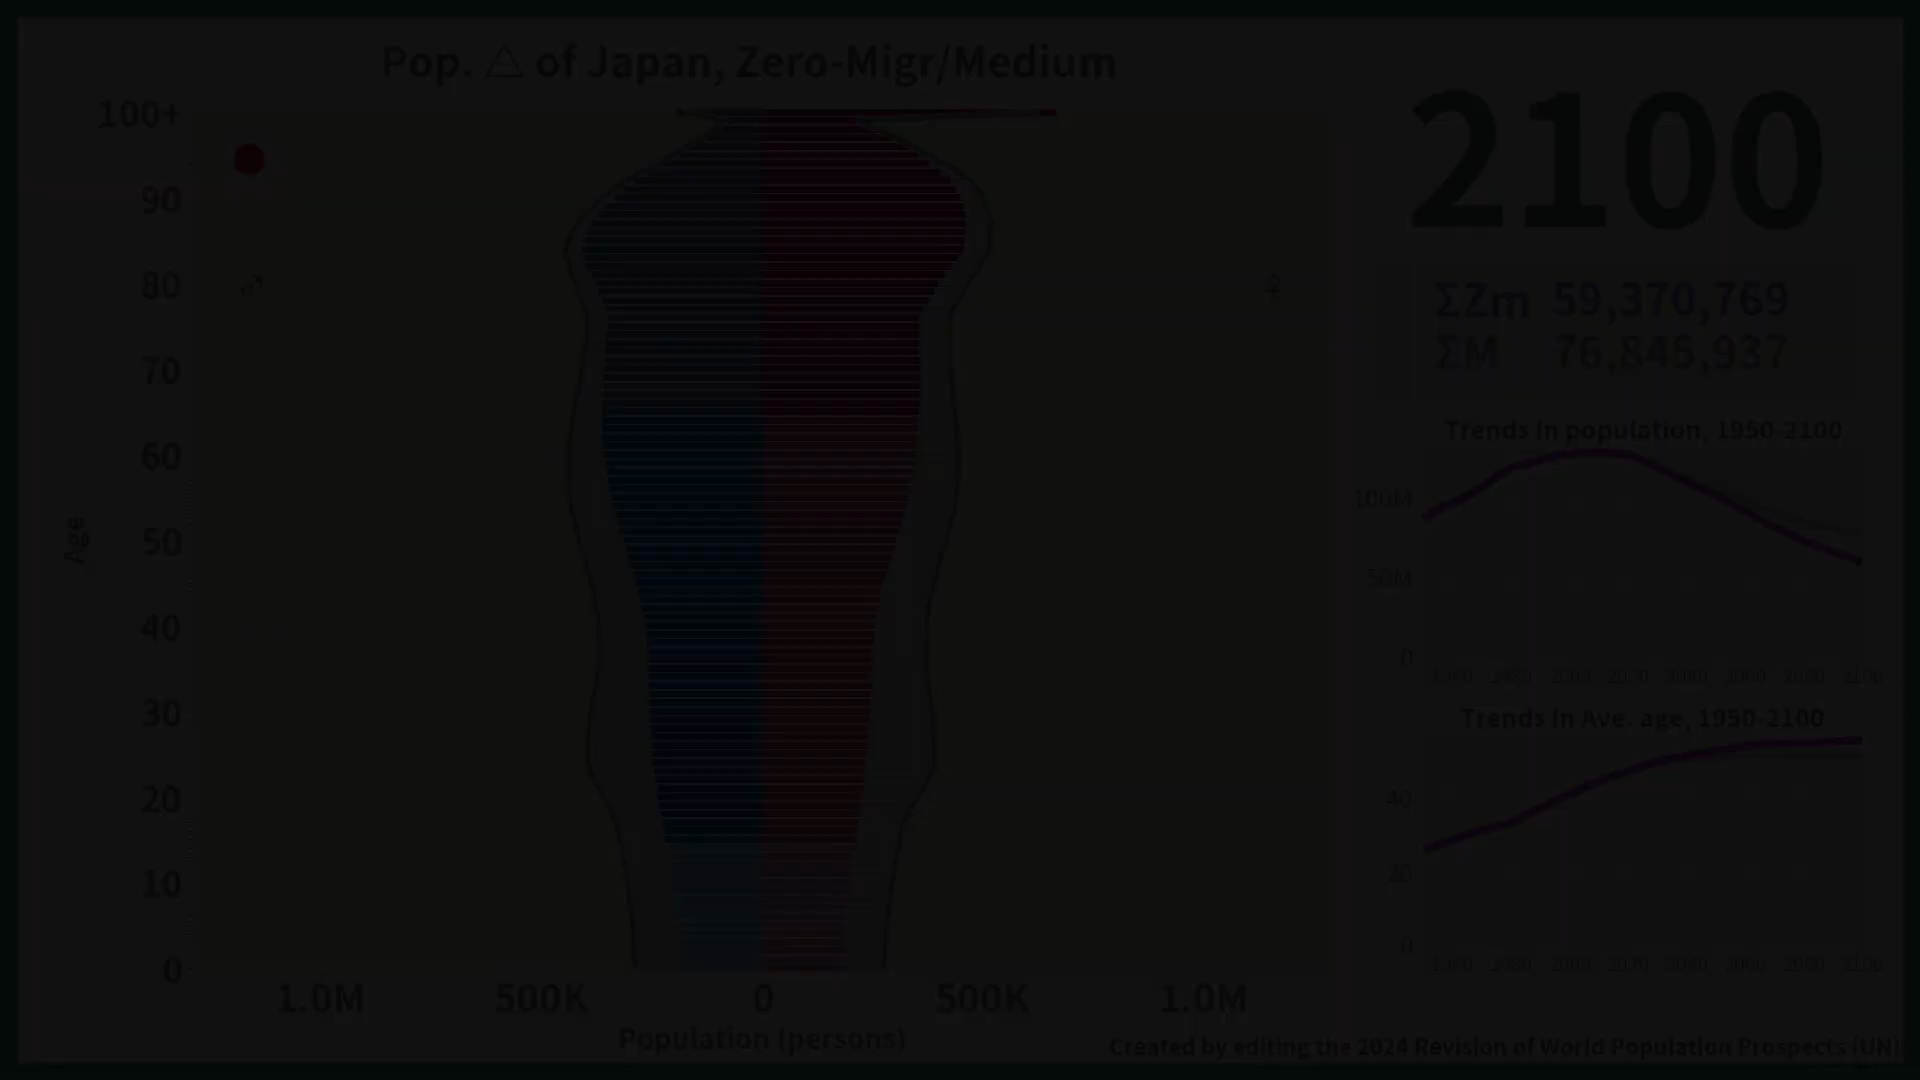 Pop. △ of Japan, Zero-Migr/Medium
100+
90
80
70
60
50
40
30
20
10
0
Age
♂
♀
1.0M 500K 0 500K 1.0M
Population (persons)
2100
ΣZm 59,370,769
ΣM 76,845,937
Trends in population, 1950-2100
100M
50M
0
2100
Trends in Ave. age, 1950-2100
40
20
0
2100
Created by editing the 2024 Revision of World Population Prospects (UN)